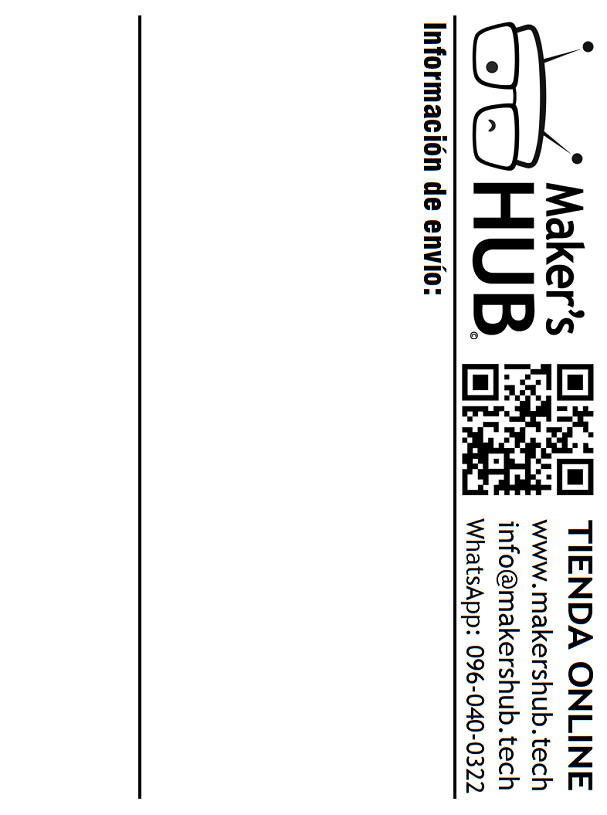 Maker's
HUB©
TIENDA ONLINE
www.makershub.tech
info@makershub.tech
WhatsApp: 096-040-0322
Información de envío: